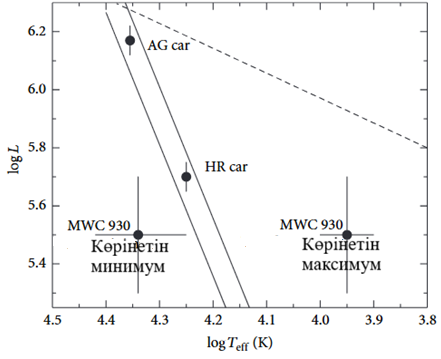 6.2
AG car
6.0
log L
5.8
HR car
5.6
MWC 930
MWC 930
Көрінетін
минимум
Көрінетін
максимум
5.4
4.5 4.4 4.3 4.2 4.1 4.0 3.9 3.8
log Teff (K)